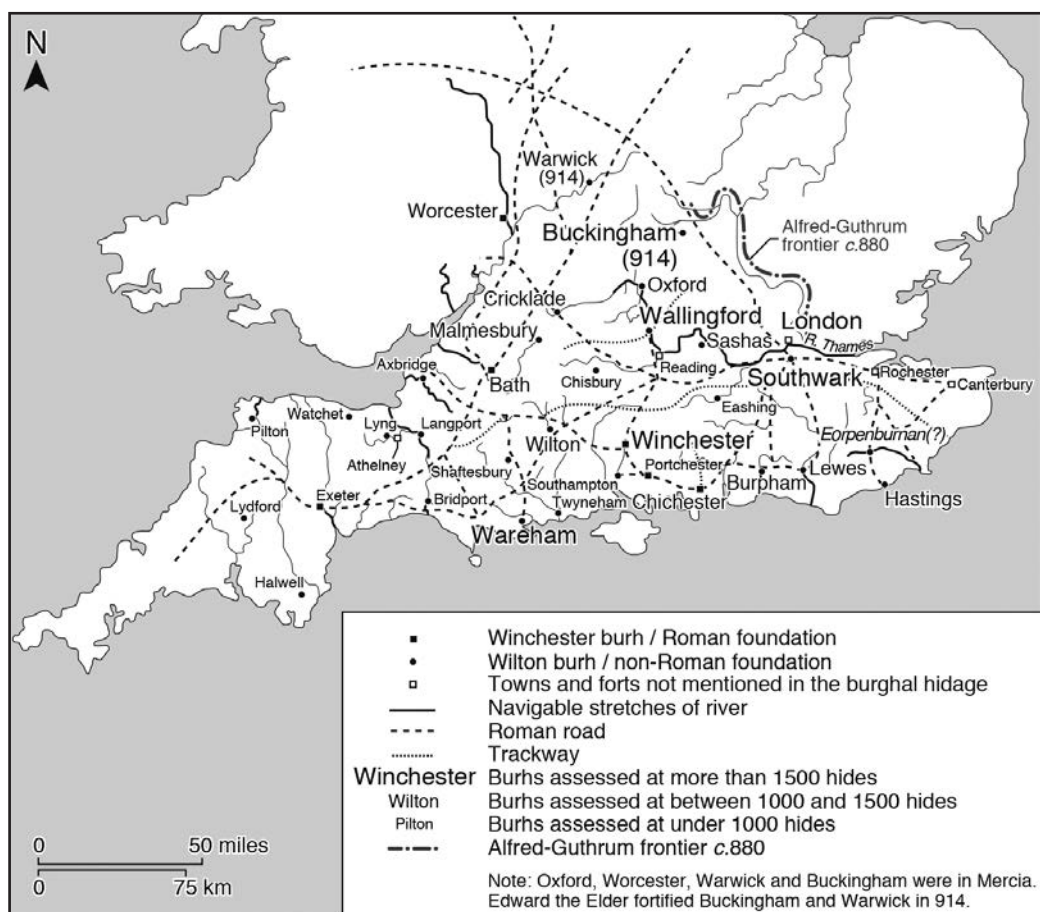 N
Warwick
(914)
Worcester
Buckingham
(914)
Alfred-Guthrum
frontier c.880
Oxford
Cricklade
Wallingford
London
Malmesbury
Sashas
R. Thames
Axbridge
Reading
Rochester
Bath
Chisbury
Southwark
Canterbury
Eashing
Watchet
Lyng
Langport
Pilton
Wilton
Winchester
Eorpenburnan(?)
Athelney
Shaftesbury
Portchester
Lewes
Exeter
Bridport
Southampton
Burpham
Lydford
Twyneham
Chichester
Hastings
Wareham
Halwell
Winchester burh / Roman foundation
Wilton burh / non-Roman foundation
Towns and forts not mentioned in the burghal hidage
Navigable stretches of river
Roman road
Trackway
Winchester Burhs assessed at more than 1500 hides
Wilton Burhs assessed at between 1000 and 1500 hides
Pilton Burhs assessed at under 1000 hides
Alfred-Guthrum frontier c.880
0 50 miles
0 75 km
Note: Oxford, Worcester, Warwick and Buckingham were in Mercia.
Edward the Elder fortified Buckingham and Warwick in 914.